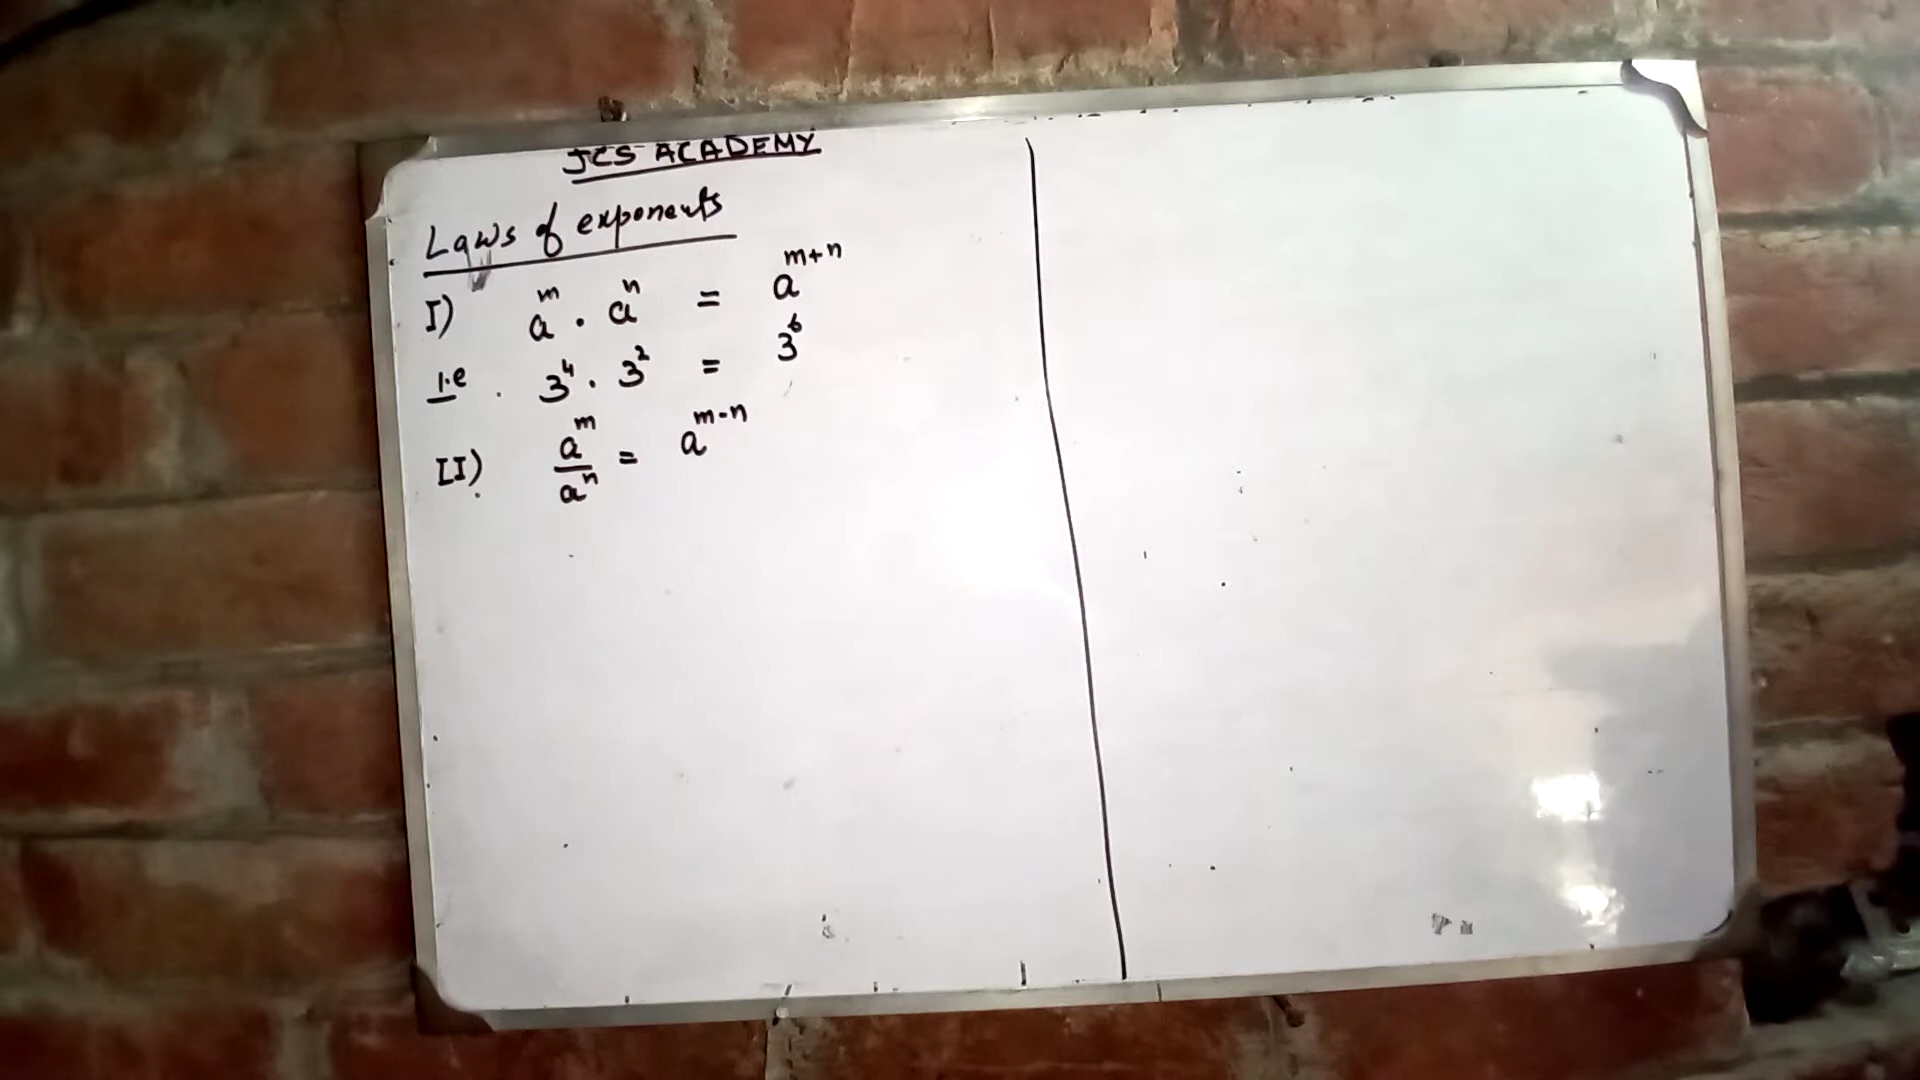 JCS ACADEMY
Laws of exponents
I) a^m . a^n = a^{m+n}
i.e . 3^4 . 3^2 = 3^6
II) a^m / a^n = a^{m-n}